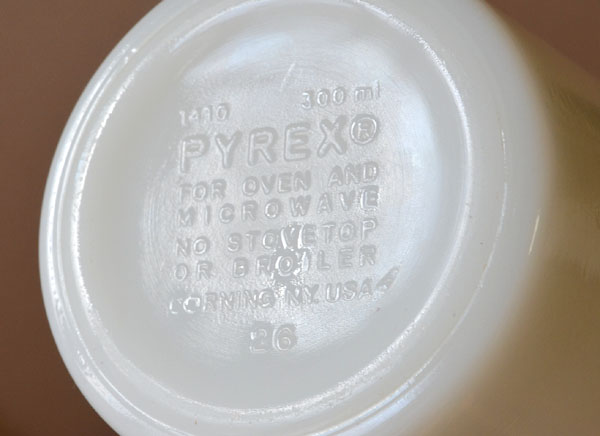 1410 300 ml
PYREX®
FOR OVEN AND
MICROWAVE
NO STOVETOP
OR BROILER
CORNING NY. USA
26